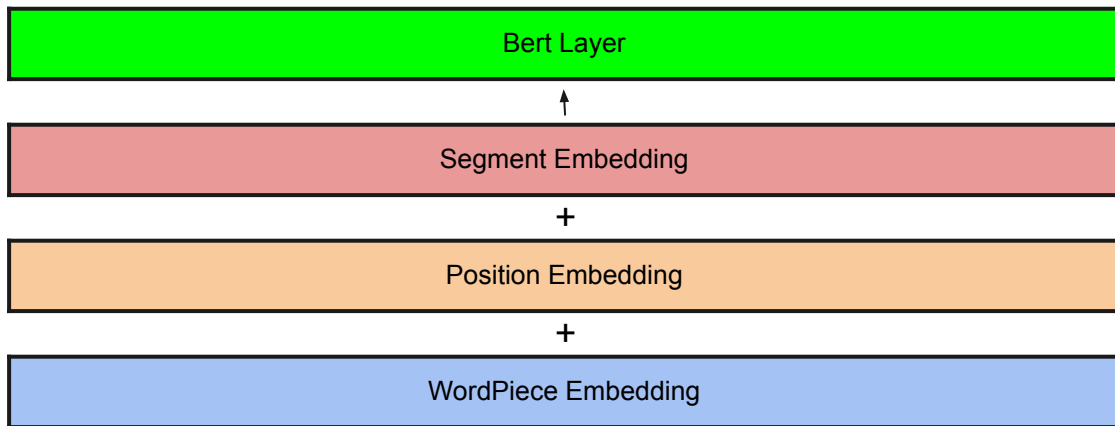 Bert Layer
Segment Embedding
+
Position Embedding
+
WordPiece Embedding